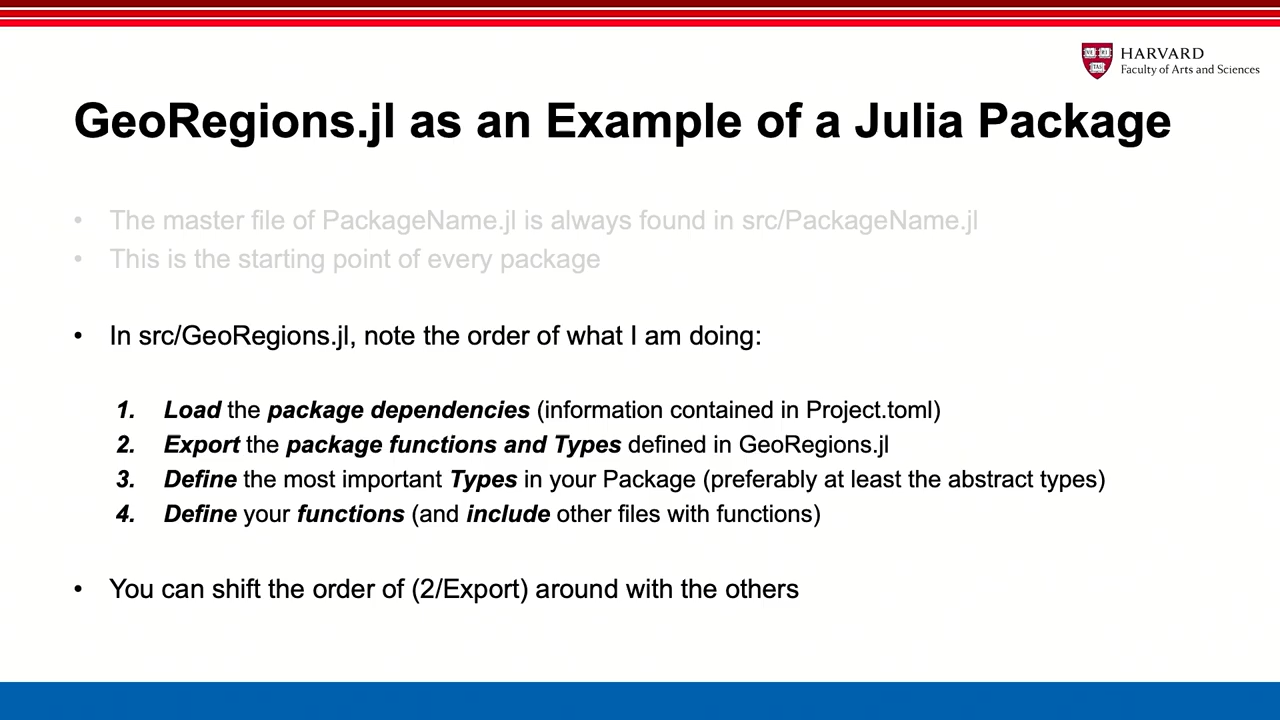 HARVARD
Faculty of Arts and Sciences
GeoRegions.jl as an Example of a Julia Package
• The master file of PackageName.jl is always found in src/PackageName.jl
• This is the starting point of every package
• In src/GeoRegions.jl, note the order of what I am doing:
1. Load the package dependencies (information contained in Project.toml)
2. Export the package functions and Types defined in GeoRegions.jl
3. Define the most important Types in your Package (preferably at least the abstract types)
4. Define your functions (and include other files with functions)
• You can shift the order of (2/Export) around with the others